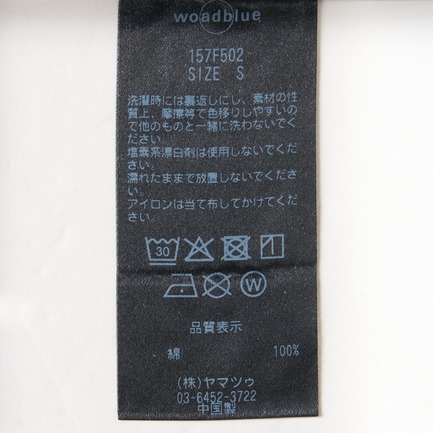 woadblue
157F502
SIZE S
洗濯時には裏返しにし、素材の性
質上、摩擦等で色移りしやすいの
で他のものと一緒に洗わないでく
ださい。
塩素系漂白剤は使用しないでくだ
さい。
濡れたままで放置しないでくださ
い。
アイロンは当て布してかけてくだ
さい。
30
W
品質表示
綿 100%
(株)ヤマツゥ
03-6452-3722
中国製